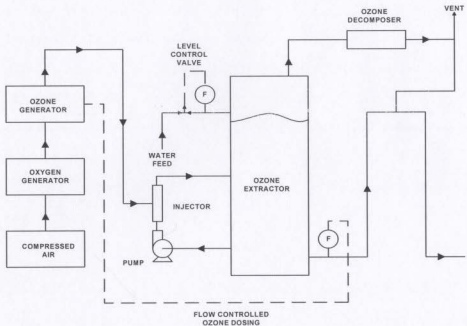 VENT
OZONE
DECOMPOSER
LEVEL
CONTROL
VALVE
F
OZONE
GENERATOR
WATER
FEED
OXYGEN
GENERATOR
OZONE
EXTRACTOR
INJECTOR
COMPRESSED
AIR
PUMP
F
FLOW CONTROLLED
OZONE DOSING